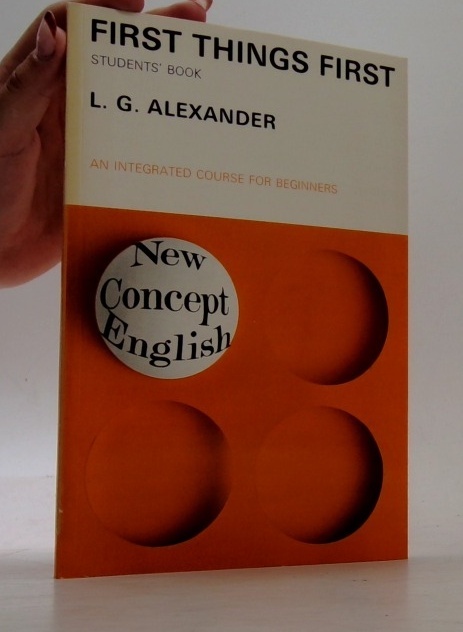 FIRST THINGS FIRST
STUDENTS' BOOK
L. G. ALEXANDER
AN INTEGRATED COURSE FOR BEGINNERS
New
Concept
English